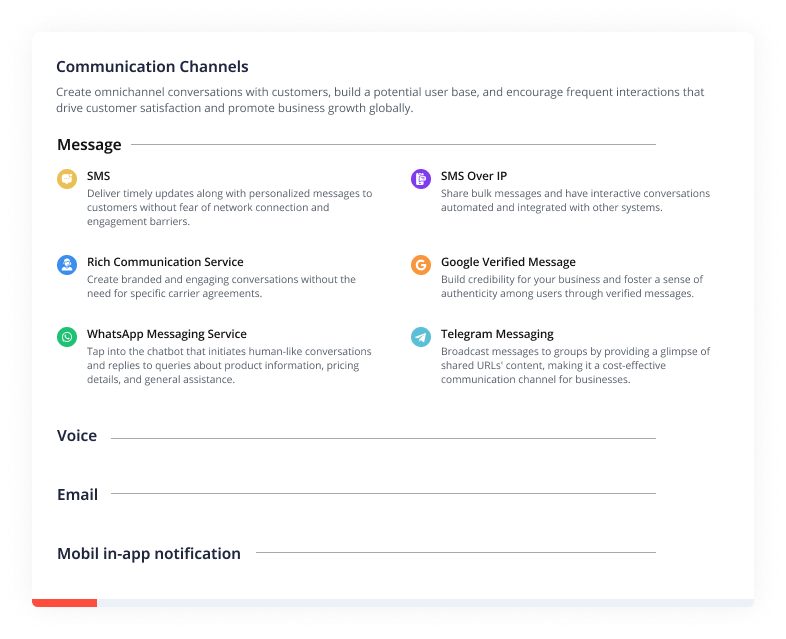 Communication Channels
Create omnichannel conversations with customers, build a potential user base, and encourage frequent interactions that
drive customer satisfaction and promote business growth globally.
Message
SMS
Deliver timely updates along with personalized messages to
customers without fear of network connection and
engagement barriers.
SMS Over IP
Share bulk messages and have interactive conversations
automated and integrated with other systems.
Rich Communication Service
Create branded and engaging conversations without the
need for specific carrier agreements.
Google Verified Message
Build credibility for your business and foster a sense of
authenticity among users through verified messages.
WhatsApp Messaging Service
Tap into the chatbot that initiates human-like conversations
and replies to queries about product information, pricing
details, and general assistance.
Telegram Messaging
Broadcast messages to groups by providing a glimpse of
shared URLs' content, making it a cost-effective
communication channel for businesses.
Voice
Email
Mobil in-app notification